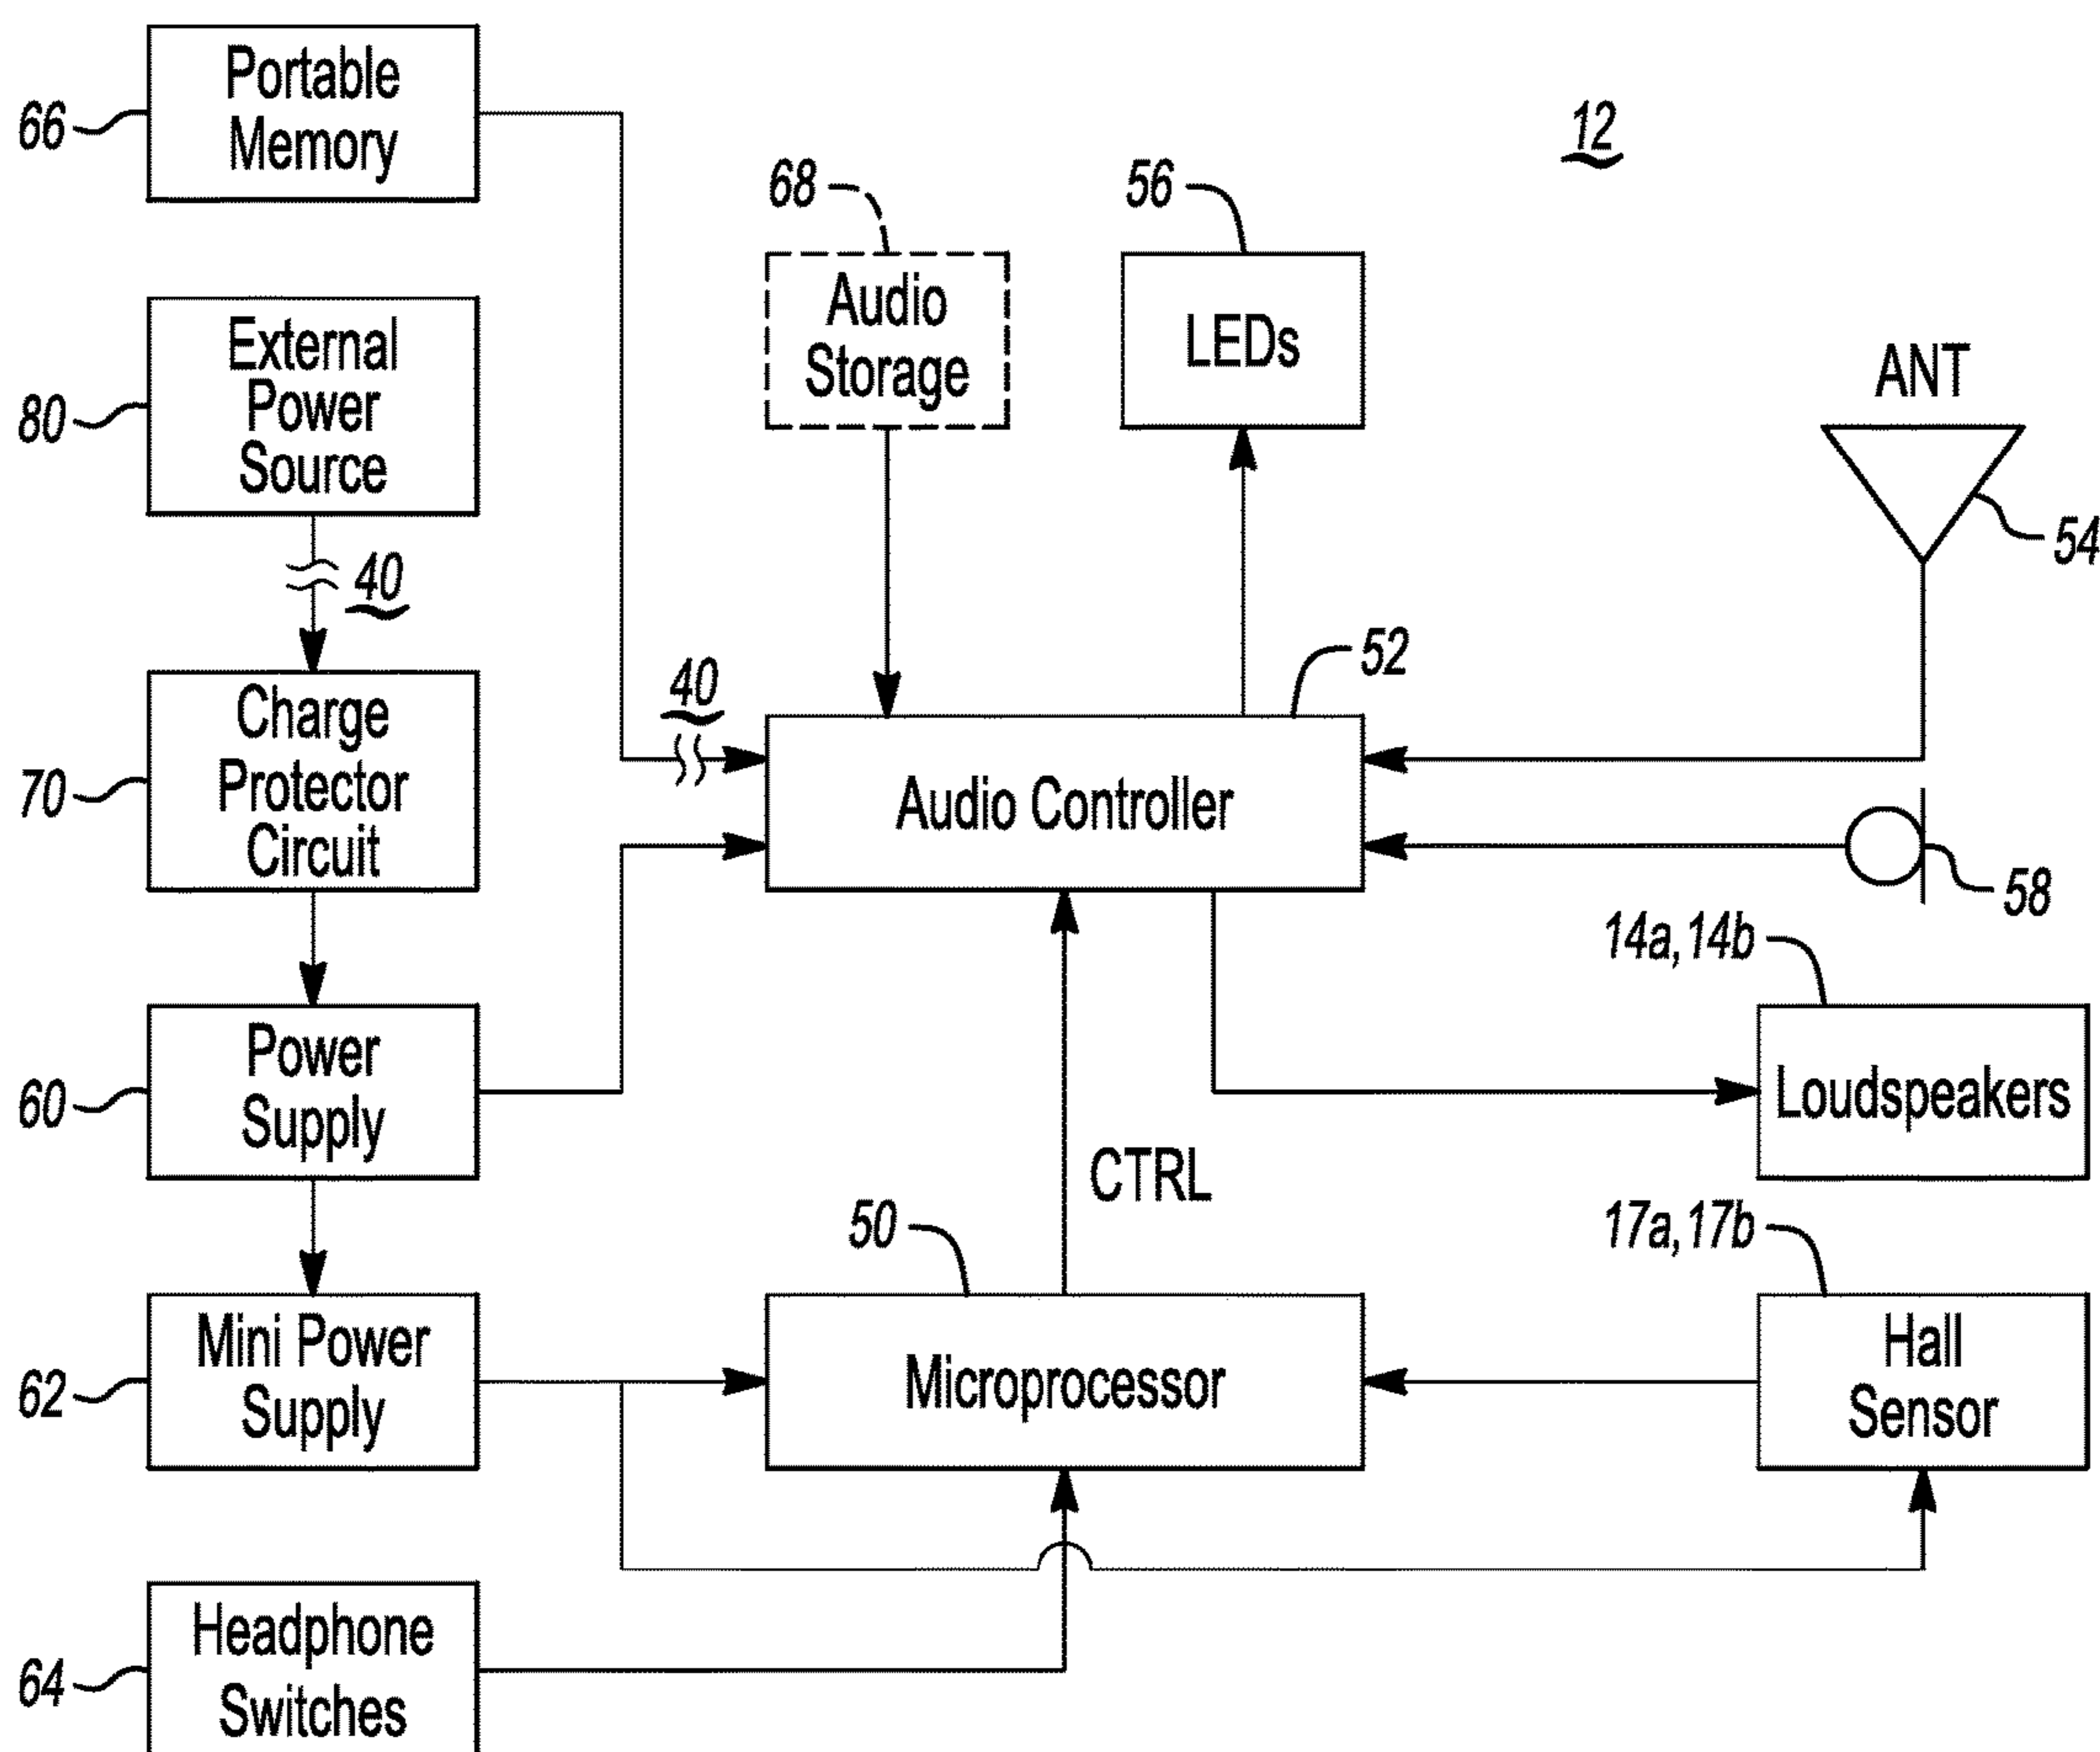 Portable
Memory
66
12
68
56
Audio
Storage
LEDs
External
Power
Source
80
ANT
54
40
40
52
Charge
Protector
Circuit
70
Audio Controller
58
14a, 14b
Power
Supply
60
Loudspeakers
CTRL
50
17a, 17b
Mini Power
Supply
62
Microprocessor
Hall
Sensor
Headphone
Switches
64